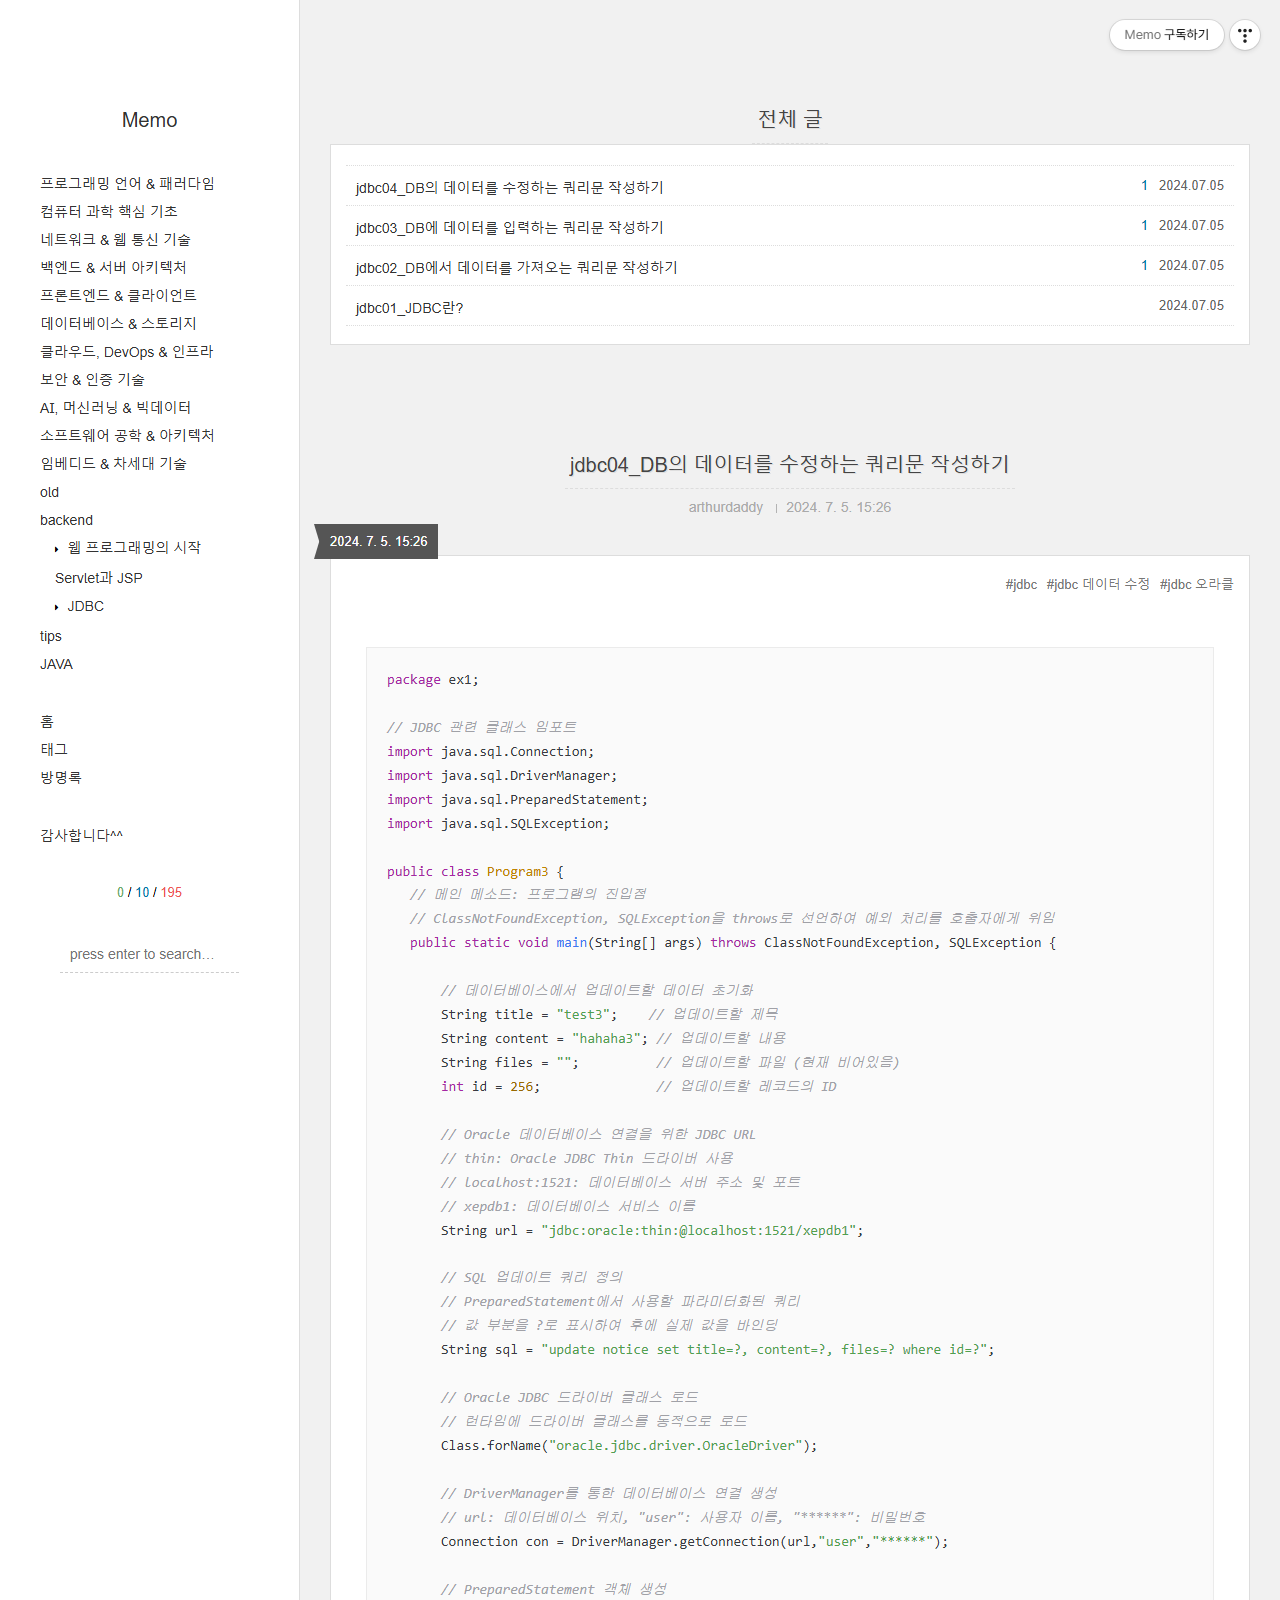 Memo
프로그래밍 언어 & 패러다임
컴퓨터 과학 핵심 기초
네트워크 & 웹 통신 기술
백엔드 & 서버 아키텍처
프론트엔드 & 클라이언트
데이터베이스 & 스토리지
클라우드, DevOps & 인프라
보안 & 인증 기술
AI, 머신러닝 & 빅데이터
소프트웨어 공학 & 아키텍처
임베디드 & 차세대 기술
old
backend
웹 프로그래밍의 시작
Servlet과 JSP
JDBC
tips
JAVA
홈
태그
방명록
감사합니다^^
0 / 10 / 195
press enter to search…
Memo 구독하기
전체 글
jdbc04_DB의 데이터를 수정하는 쿼리문 작성하기 1 2024.07.05
jdbc03_DB에 데이터를 입력하는 쿼리문 작성하기 1 2024.07.05
jdbc02_DB에서 데이터를 가져오는 쿼리문 작성하기 1 2024.07.05
jdbc01_JDBC란? 2024.07.05
jdbc04_DB의 데이터를 수정하는 쿼리문 작성하기
arthurdaddy | 2024. 7. 5. 15:26
2024. 7. 5. 15:26
#jdbc #jdbc 데이터 수정 #jdbc 오라클
package ex1;
// JDBC 관련 클래스 임포트
import java.sql.Connection;
import java.sql.DriverManager;
import java.sql.PreparedStatement;
import java.sql.SQLException;
public class Program3 {
// 메인 메소드: 프로그램의 진입점
// ClassNotFoundException, SQLException을 throws로 선언하여 예외 처리를 호출자에게 위임
public static void main(String[] args) throws ClassNotFoundException, SQLException {
// 데이터베이스에서 업데이트할 데이터 초기화
String title = "test3"; // 업데이트할 제목
String content = "hahaha3"; // 업데이트할 내용
String files = ""; // 업데이트할 파일 (현재 비어있음)
int id = 256; // 업데이트할 레코드의 ID
// Oracle 데이터베이스 연결을 위한 JDBC URL
// thin: Oracle JDBC Thin 드라이버 사용
// localhost:1521: 데이터베이스 서버 주소 및 포트
// xepdb1: 데이터베이스 서비스 이름
String url = "jdbc:oracle:thin:@localhost:1521/xepdb1";
// SQL 업데이트 쿼리 정의
// PreparedStatement에서 사용할 파라미터화된 쿼리
// 값 부분을 ?로 표시하여 후에 실제 값을 바인딩
String sql = "update notice set title=?, content=?, files=? where id=?";
// Oracle JDBC 드라이버 클래스 로드
// 런타임에 드라이버 클래스를 동적으로 로드
Class.forName("oracle.jdbc.driver.OracleDriver");
// DriverManager를 통한 데이터베이스 연결 생성
// url: 데이터베이스 위치, "user": 사용자 이름, "******": 비밀번호
Connection con = DriverManager.getConnection(url,"user","******");
// PreparedStatement 객체 생성